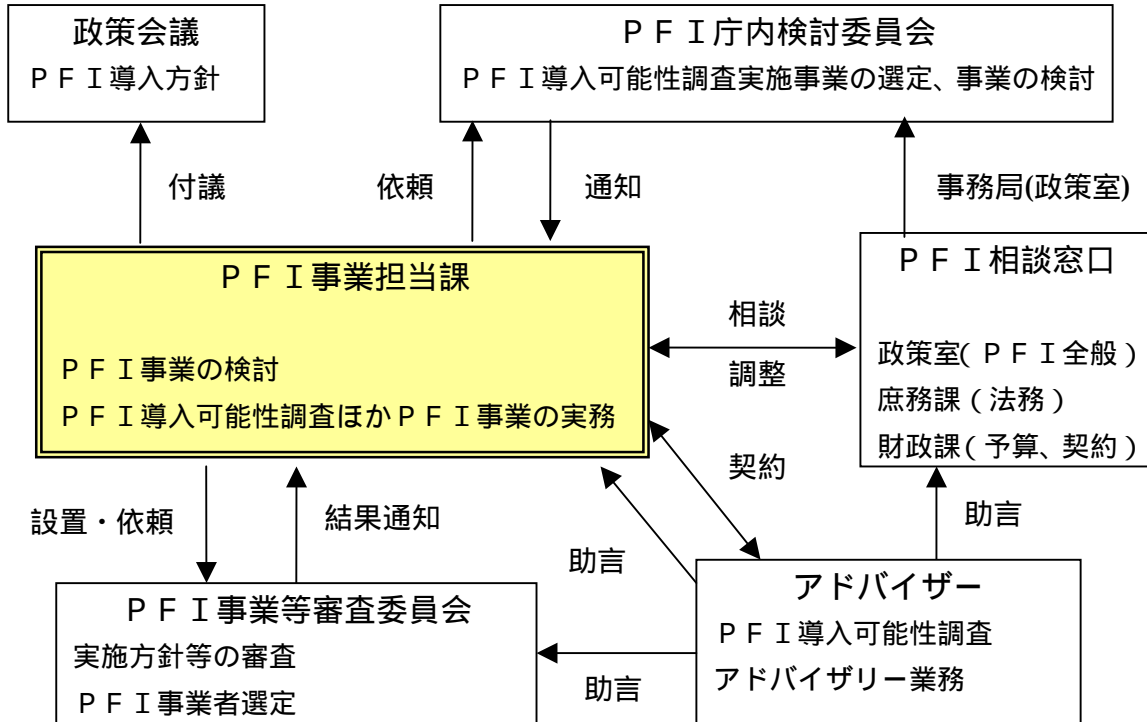 政策会議
ＰＦＩ導入方針
ＰＦＩ庁内検討委員会
ＰＦＩ導入可能性調査実施事業の選定、事業の検討
付議
依頼
通知
事務局(政策室)
ＰＦＩ事業担当課
ＰＦＩ事業の検討
ＰＦＩ導入可能性調査ほかＰＦＩ事業の実務
相談
調整
ＰＦＩ相談窓口
政策室(ＰＦＩ全般)
庶務課(法務)
財政課(予算、契約)
設置・依頼
結果通知
契約
助言
助言
ＰＦＩ事業等審査委員会
実施方針等の審査
ＰＦＩ事業者選定
助言
アドバイザー
ＰＦＩ導入可能性調査
アドバイザリー業務